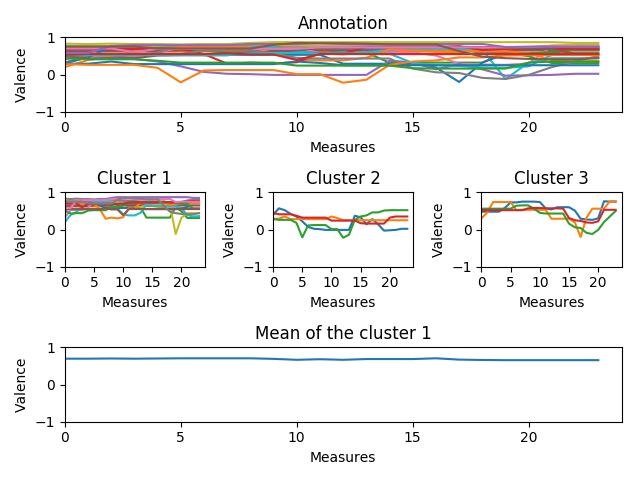 Annotation
1
0
−1
Valence
0 5 10 15 20
Measures
Cluster 1 Cluster 2 Cluster 3
1 1 1
0 0 0
−1 −1 −1
Valence Valence Valence
0 5 10 15 20 0 5 10 15 20 0 5 10 15 20
Measures Measures Measures
Mean of the cluster 1
1
0
−1
Valence
0 5 10 15 20
Measures